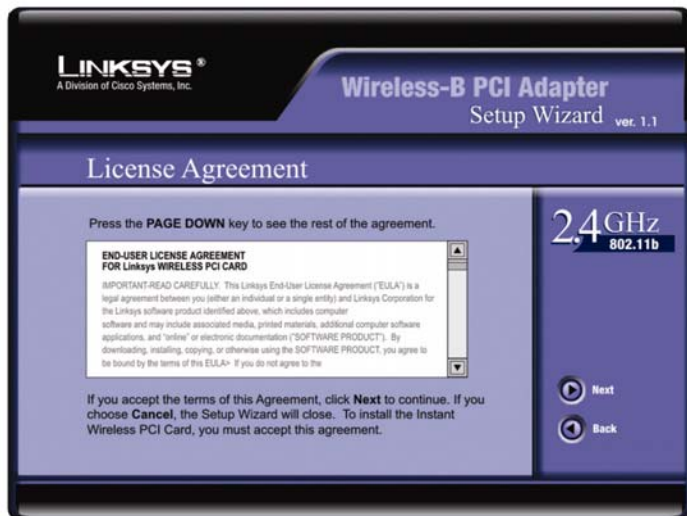 LINKSYS®
A Division of Cisco Systems, Inc.
Wireless-B PCI Adapter
Setup Wizard ver. 1.1
License Agreement
Press the PAGE DOWN key to see the rest of the agreement.
2,4GHz
802.11b
END-USER LICENSE AGREEMENT
FOR Linksys WIRELESS PCI CARD
IMPORTANT-READ CAREFULLY. This Linksys End-User License Agreement ("EULA") is a
legal agreement between you (either an individual or a single entity) and Linksys Corporation for
the Linksys software product identified above, which includes computer
software and may include associated media, printed materials, additional computer software
applications, and "online" or electronic documentation ("SOFTWARE PRODUCT"). By
downloading, installing, copying, or otherwise using the SOFTWARE PRODUCT, you agree to
be bound by the terms of this EULA> If you do not agree to the
If you accept the terms of this Agreement, click Next to continue. If you
choose Cancel, the Setup Wizard will close. To install the Instant
Wireless PCI Card, you must accept this agreement.
Next
Back